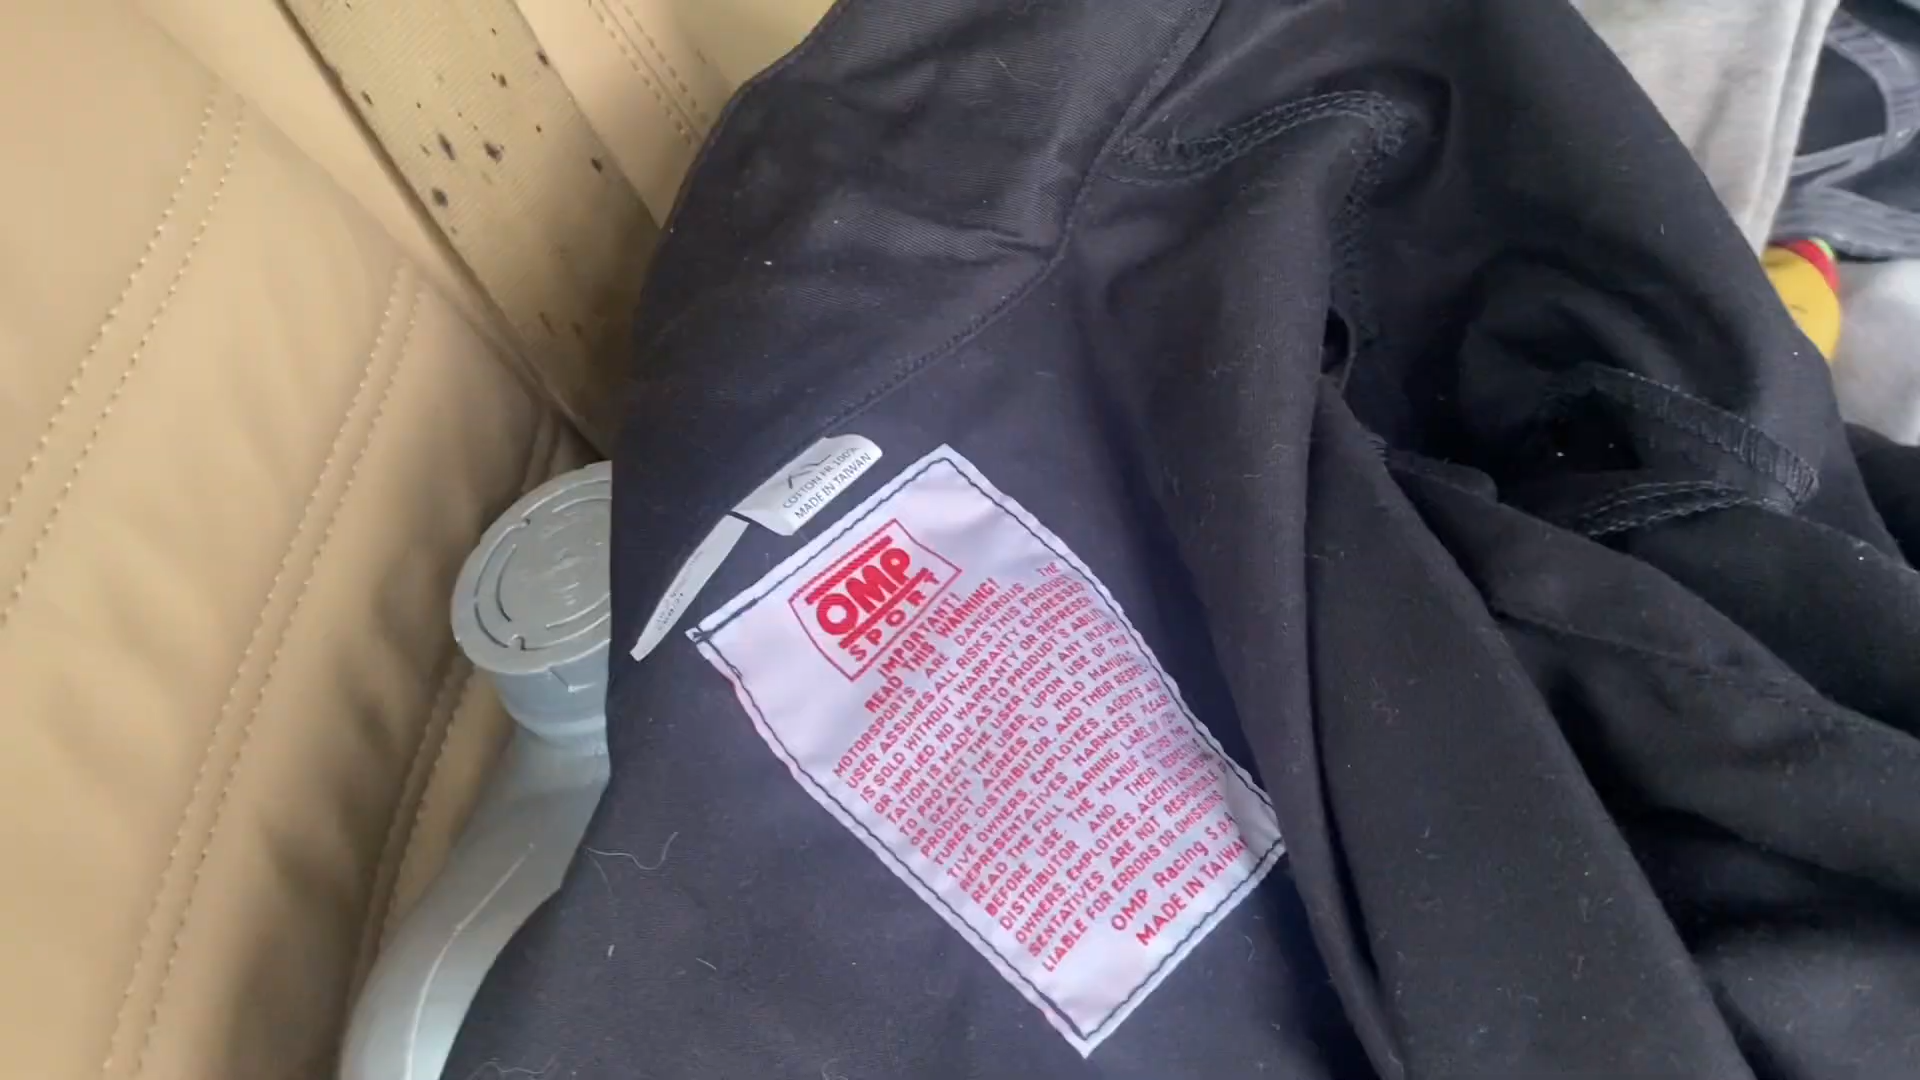 XL
COTTON FR 100%
MADE IN TAIWAN
OMP
SPORT
IMPORTANT!
READ THIS WARNING!
MOTORSPORTS ARE DANGEROUS. THE
USER ASSUMES ALL RISKS THIS PRODUCT
IS SOLD WITHOUT WARRANTY EXPRESSED
OR IMPLIED. NO WARRANTY OR REPRESEN
TATION IS MADE AS TO PRODUCT'S ABILITY
TO PROTECT THE USER FROM ANY INJURY
OR DEATH. THE USER, UPON USE OF THE
PRODUCT AGREES TO HOLD MANUFAC
TURER, DISTRIBUTOR AND THEIR RESPEC
TIVE OWNERS, EMPLOYEES, AGENTS AND
REPRESENTATIVES HARMLESS. PLEASE
READ THE FULL WARNING LABEL BY ITEM
BEFORE USE. THE MANUFACTURER, THE
DISTRIBUTOR AND THEIR RESPECTIVE
OWNERS, EMPLOYEES, AGENTS AND
SENTATIVES ARE NOT RESPONSIBLE
LIABLE FOR ERRORS OR OMISSIONS
OMP Racing S.p.A
MADE IN TAIWAN